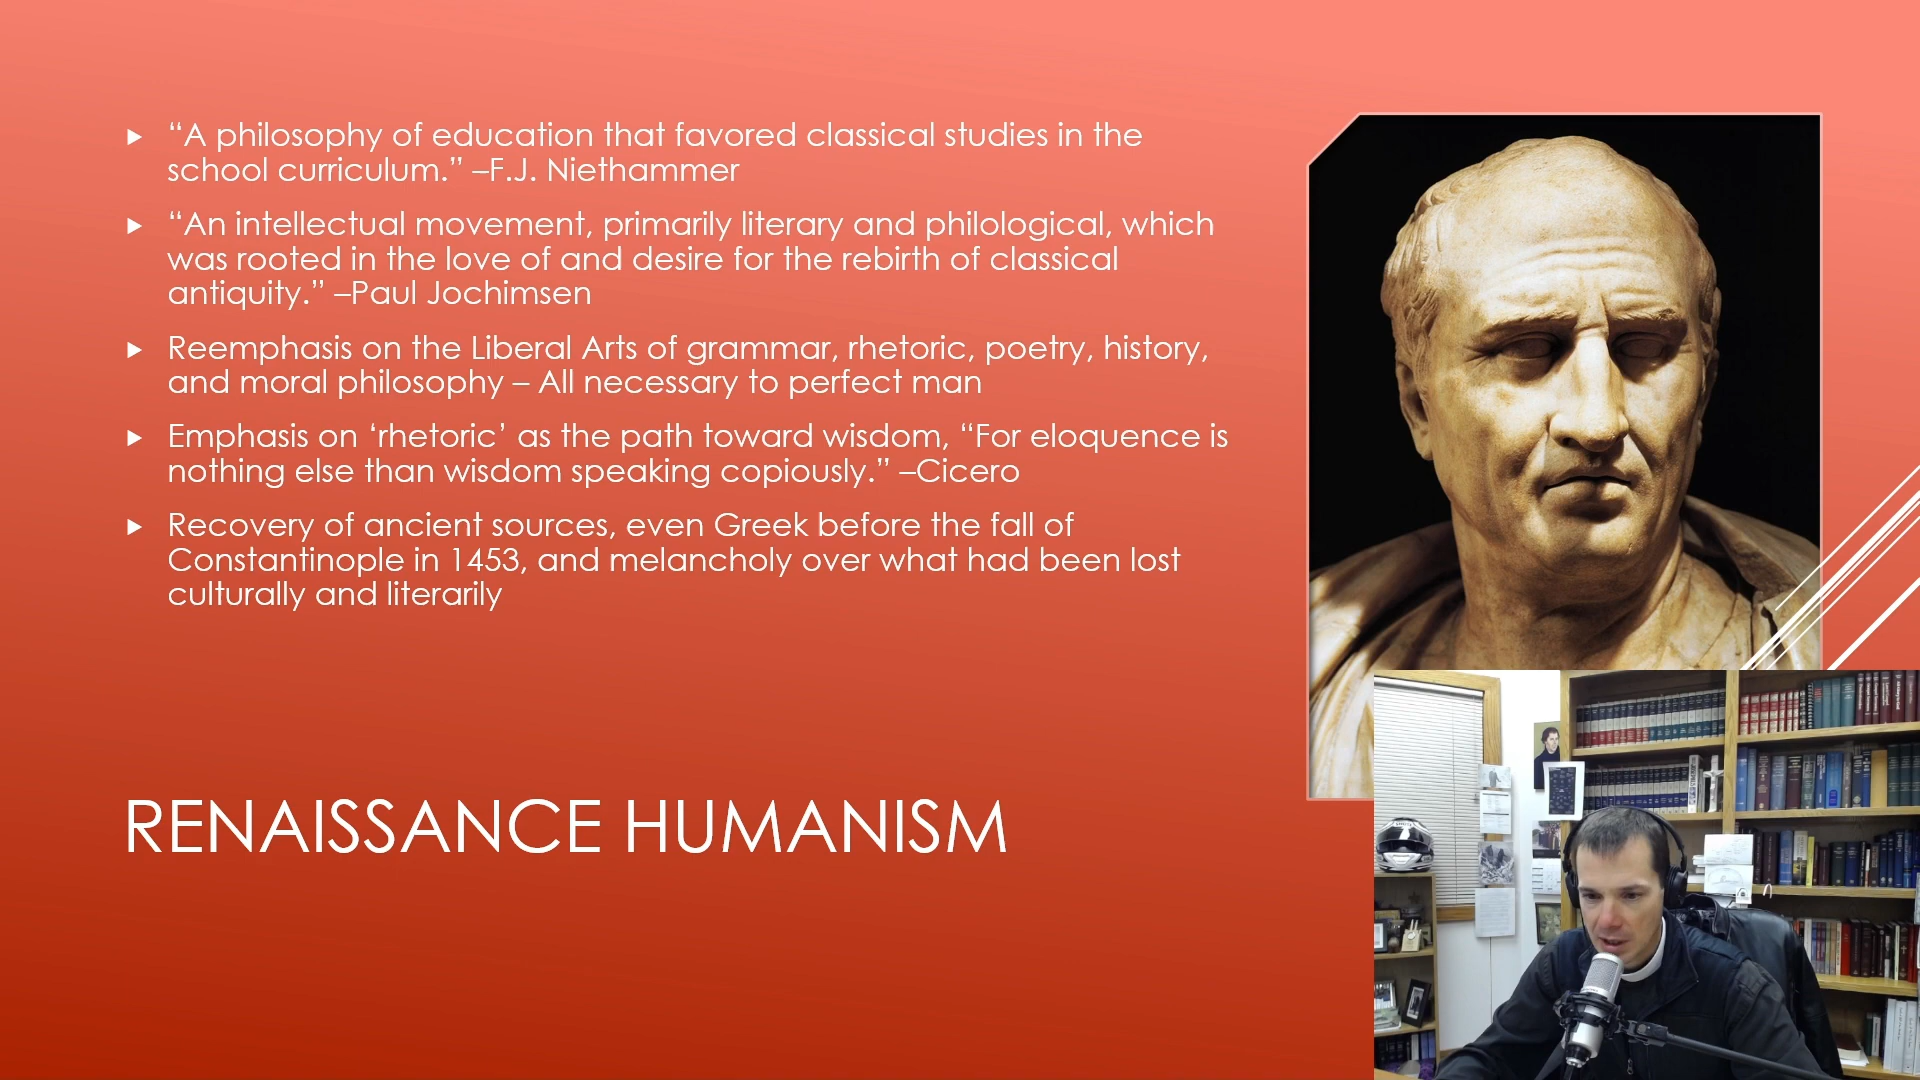 “A philosophy of education that favored classical studies in the
school curriculum.” –F.J. Niethammer
“An intellectual movement, primarily literary and philological, which
was rooted in the love of and desire for the rebirth of classical
antiquity.” –Paul Jochimsen
Reemphasis on the Liberal Arts of grammar, rhetoric, poetry, history,
and moral philosophy – All necessary to perfect man
Emphasis on ‘rhetoric’ as the path toward wisdom, “For eloquence is
nothing else than wisdom speaking copiously.” –Cicero
Recovery of ancient sources, even Greek before the fall of
Constantinople in 1453, and melancholy over what had been lost
culturally and literarily
RENAISSANCE HUMANISM